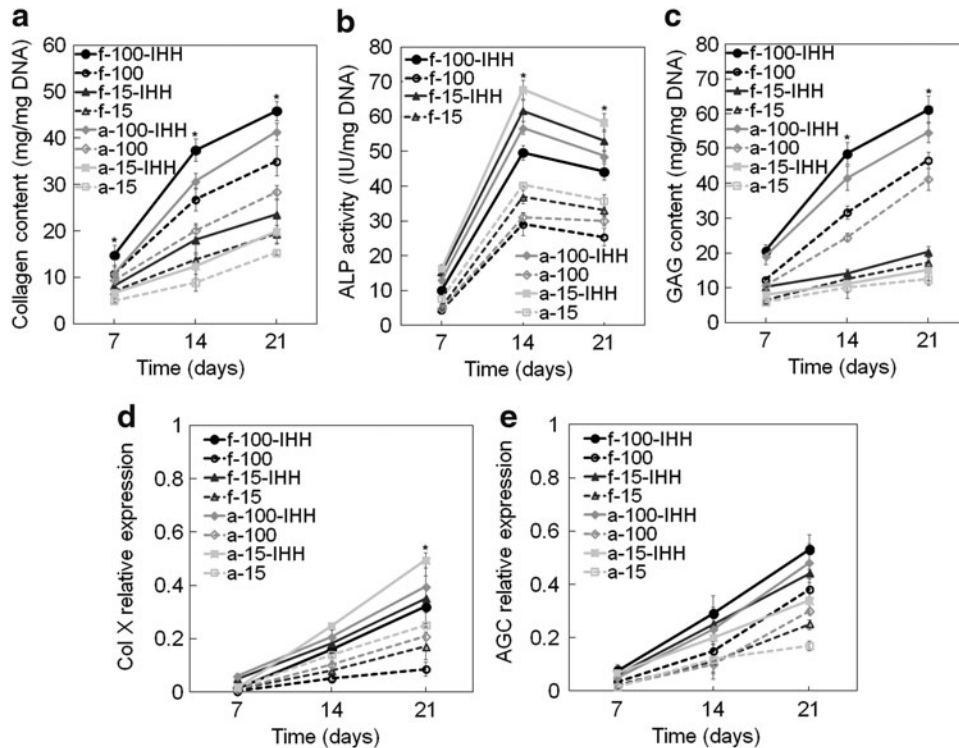 a
Collagen content (mg/mg DNA)
60
50
40
30
20
10
0
f-100-IHH
f-100
f-15-IHH
f-15
a-100-IHH
a-100
a-15-IHH
a-15
*
*
*
7 14 21
Time (days)
b
ALP activity (IU/mg DNA)
80
70
60
50
40
30
20
10
0
f-100-IHH
f-100
f-15-IHH
f-15
*
*
*
a-100-IHH
a-100
a-15-IHH
a-15
7 14 21
Time (days)
c
GAG content (mg/mg DNA)
80
70
60
50
40
30
20
10
0
f-100-IHH
f-100
f-15-IHH
f-15
a-100-IHH
a-100
a-15-IHH
a-15
*
*
7 14 21
Time (days)
d
Col X relative expression
1
0.8
0.6
0.4
0.2
0
f-100-IHH
f-100
f-15-IHH
f-15
a-100-IHH
a-100
a-15-IHH
a-15
*
7 14 21
Time (days)
e
AGC relative expression
1
0.8
0.6
0.4
0.2
0
f-100-IHH
f-100
f-15-IHH
f-15
a-100-IHH
a-100
a-15-IHH
a-15
7 14 21
Time (days)